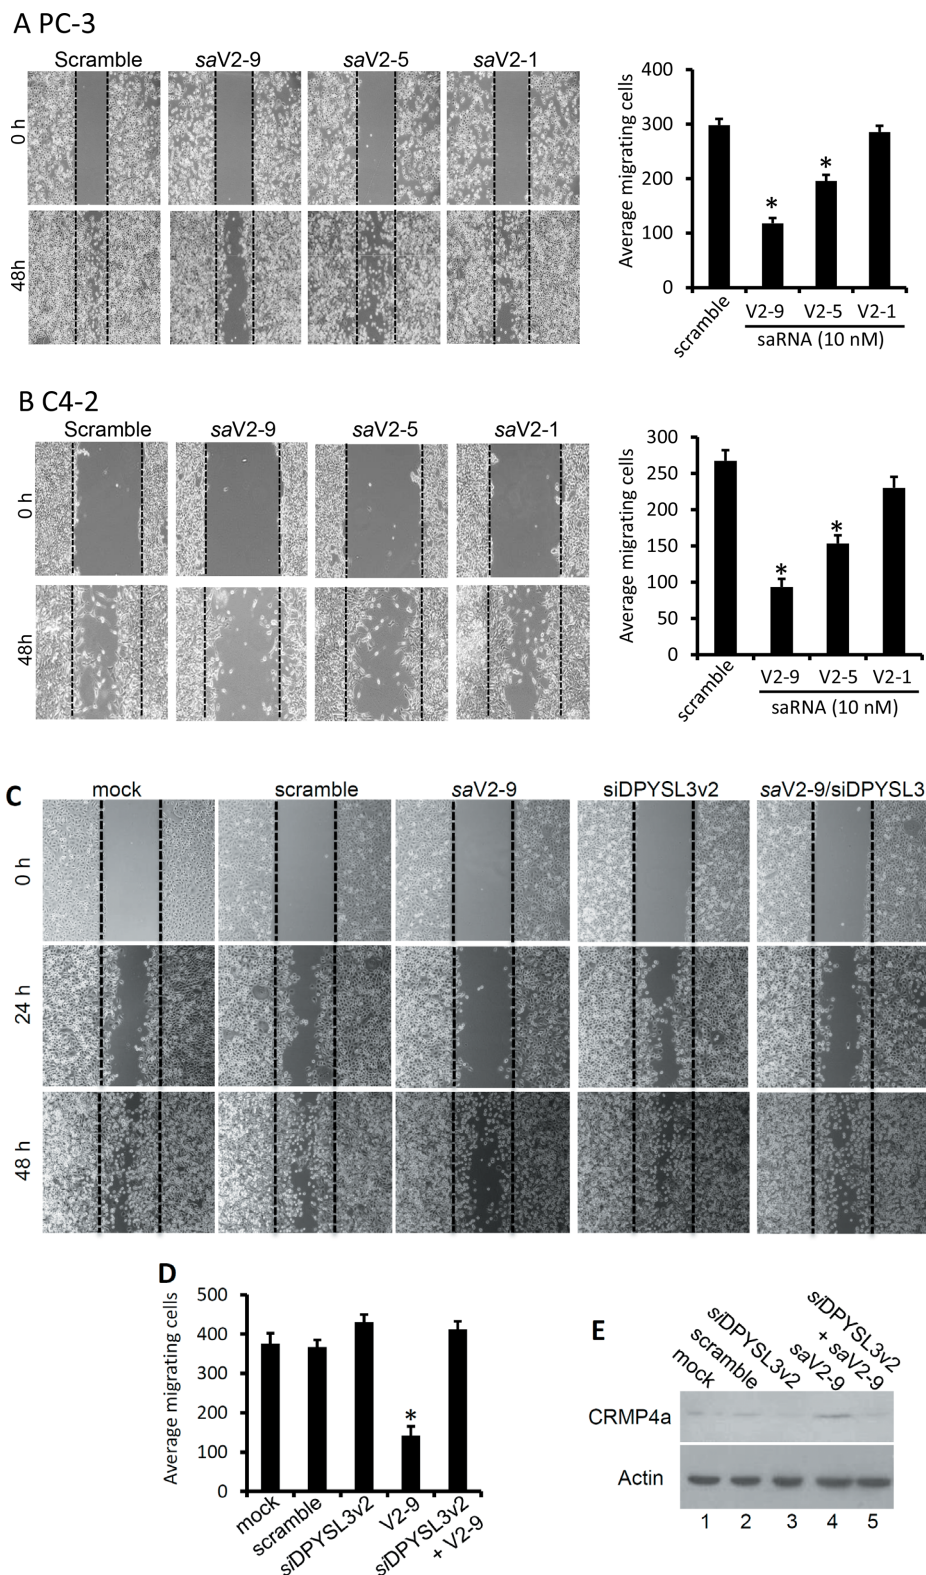 A PC-3
Scramble saV2-9 saV2-5 saV2-1
0 h
48h
Average migrating cells
400
300
200
100
0
*
*
scramble
V2-9 V2-5 V2-1
saRNA (10 nM)
B C4-2
Scramble saV2-9 saV2-5 saV2-1
0 h
48h
Average migrating cells
300
250
200
150
100
50
0
*
*
scramble
V2-9 V2-5 V2-1
saRNA (10 nM)
C
mock scramble saV2-9 siDPYSL3v2 saV2-9/siDPYSL3
0 h
24 h
48 h
D
Average migrating cells
500
400
300
200
100
0
*
mock
scramble
siDPYSL3v2
V2-9
siDPYSL3v2
+ V2-9
E
mock
scramble
siDPYSL3v2
saV2-9
siDPYSL3v2
+ saV2-9
CRMP4a
Actin
1 2 3 4 5